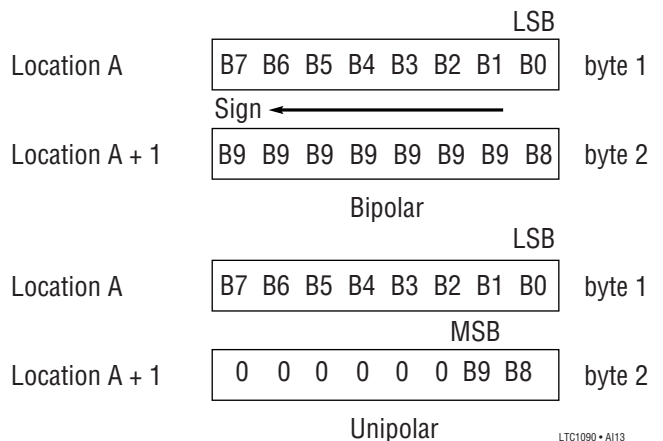 LSB
Location A B7 B6 B5 B4 B3 B2 B1 B0 byte 1
Sign
Location A + 1 B9 B9 B9 B9 B9 B9 B9 B8 byte 2
Bipolar
LSB
Location A B7 B6 B5 B4 B3 B2 B1 B0 byte 1
MSB
Location A + 1 0 0 0 0 0 0 B9 B8 byte 2
Unipolar
LTC1090 • AI13